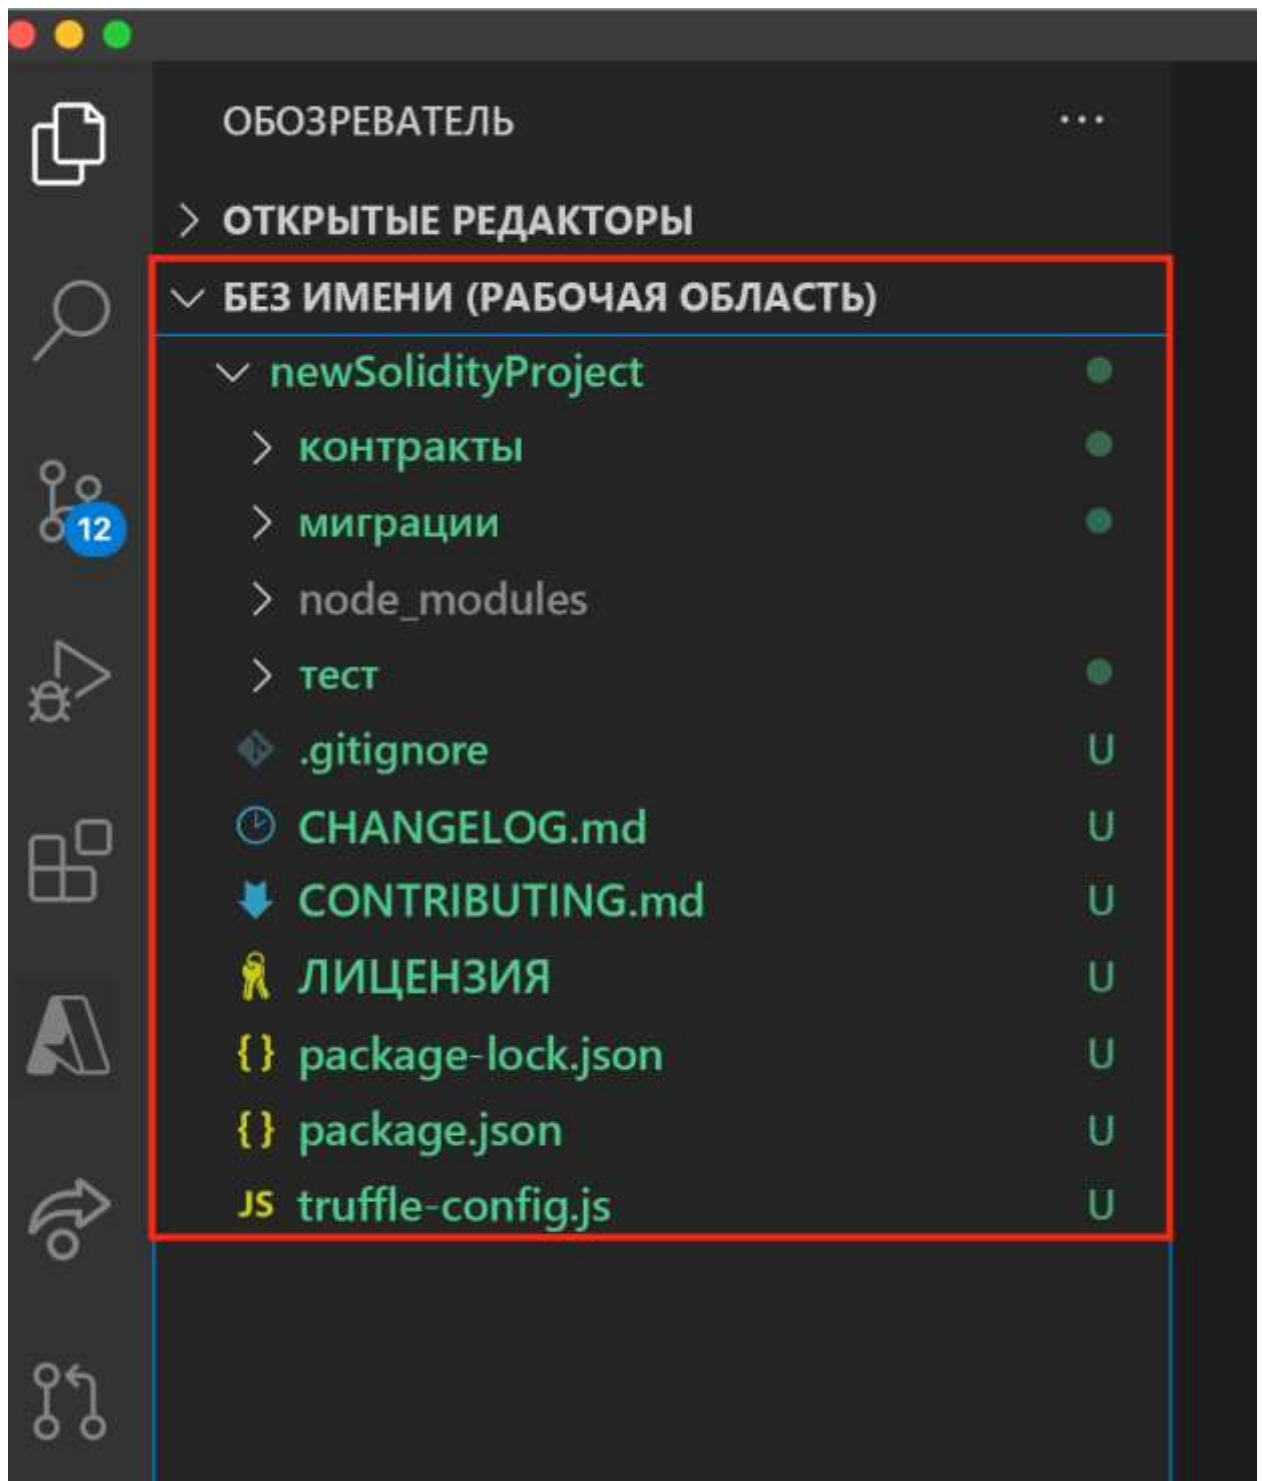 ОБОЗРЕВАТЕЛЬ ···
ОТКРЫТЫЕ РЕДАКТОРЫ
БЕЗ ИМЕНИ (РАБОЧАЯ ОБЛАСТЬ)
newSolidityProject
контракты
12
миграции
node_modules
тест
.gitignore U
CHANGELOG.md U
CONTRIBUTING.md U
ЛИЦЕНЗИЯ U
{} package-lock.json U
{} package.json U
JS truffle-config.js U